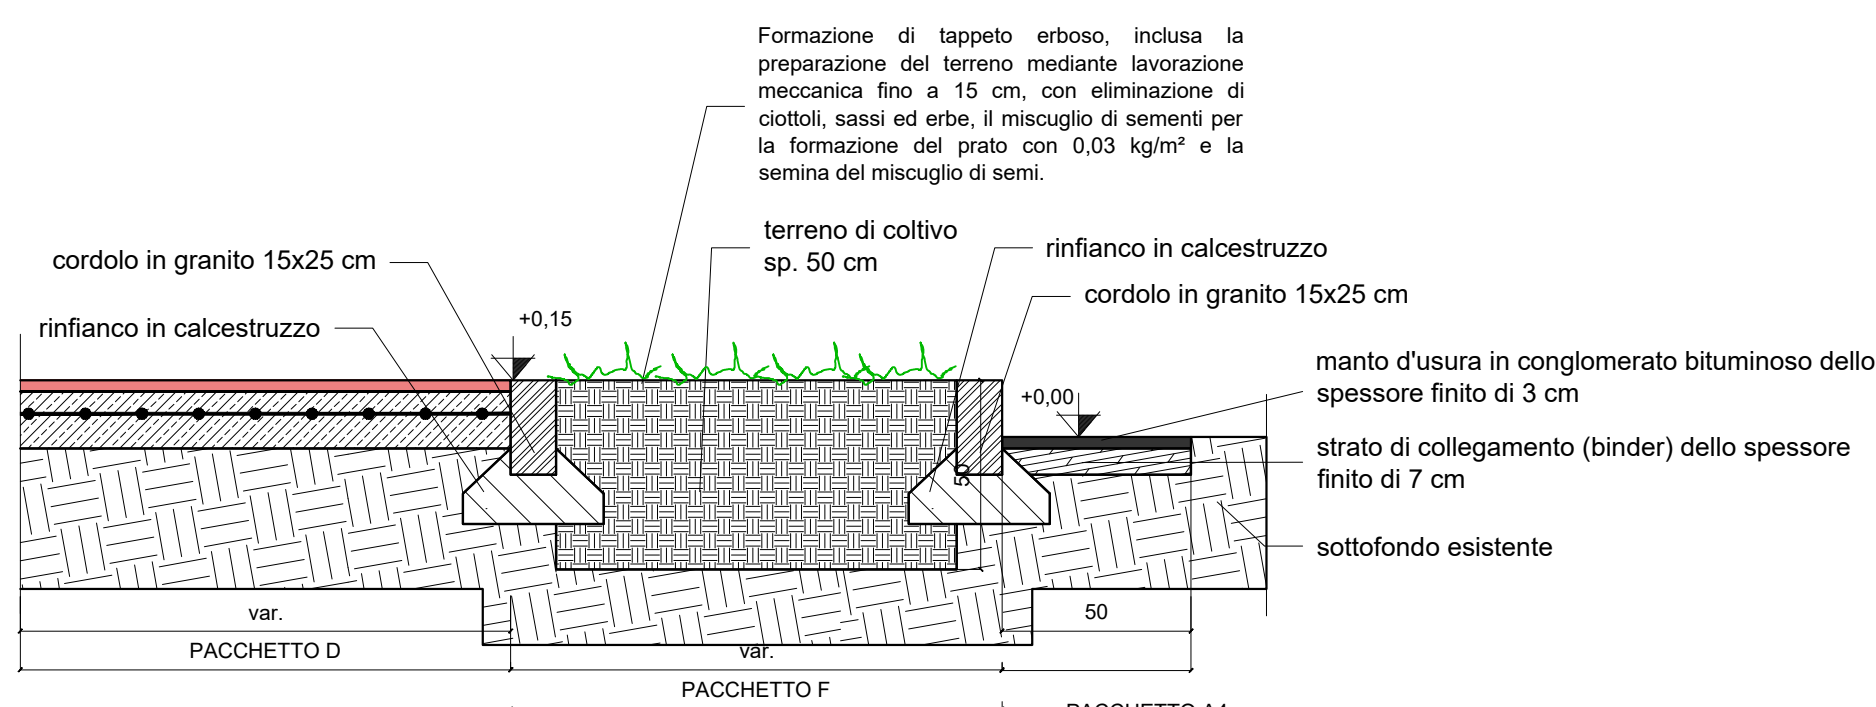 Formazione di tappeto erboso, inclusa la
preparazione del terreno mediante lavorazione
meccanica fino a 15 cm, con eliminazione di
ciottoli, sassi ed erbe, il miscuglio di sementi per
la formazione del prato con 0,03 kg/m² e la
semina del miscuglio di semi.
terreno di coltivo
sp. 50 cm
cordolo in granito 15x25 cm
rinfianco in calcestruzzo
rinfianco in calcestruzzo
cordolo in granito 15x25 cm
+0,15
+0,00
manto d'usura in conglomerato bituminoso dello
spessore finito di 3 cm
strato di collegamento (binder) dello spessore
finito di 7 cm
sottofondo esistente
50
var.
50
PACCHETTO D
var.
PACCHETTO F
PACCHETTO A4